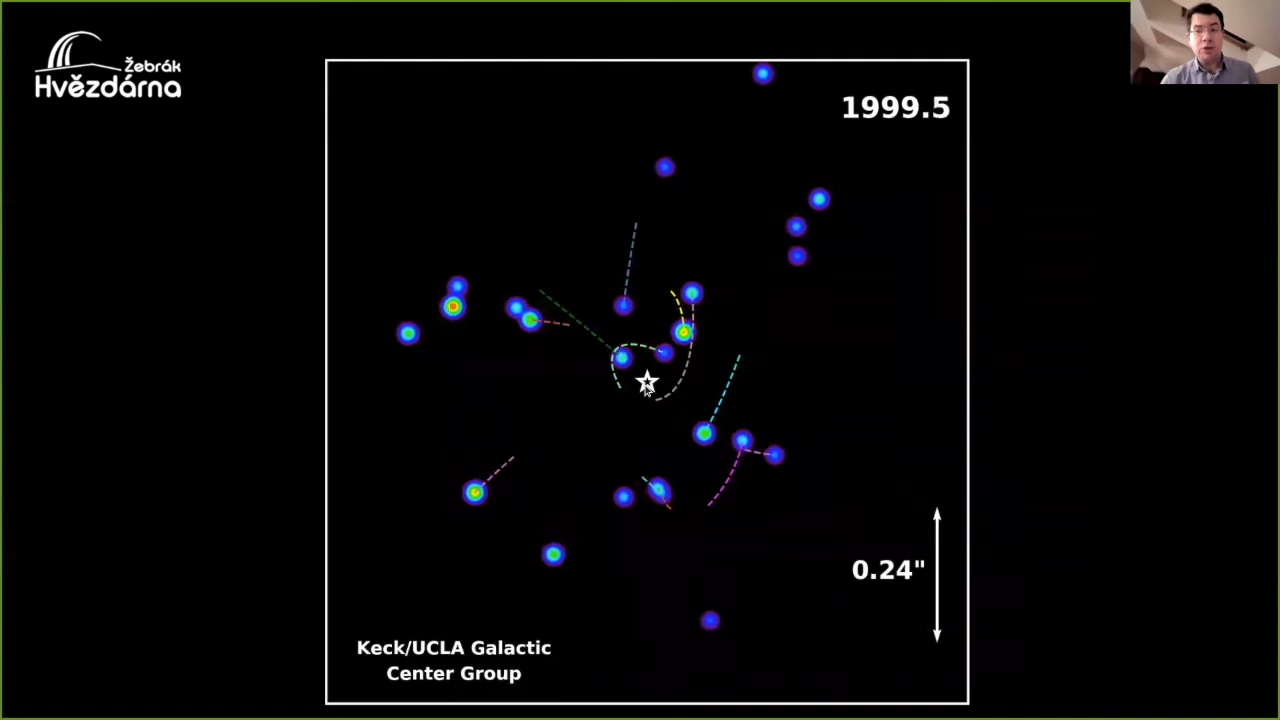 Žebrák
Hvězdárna
1999.5
0.24"
Keck/UCLA Galactic
Center Group